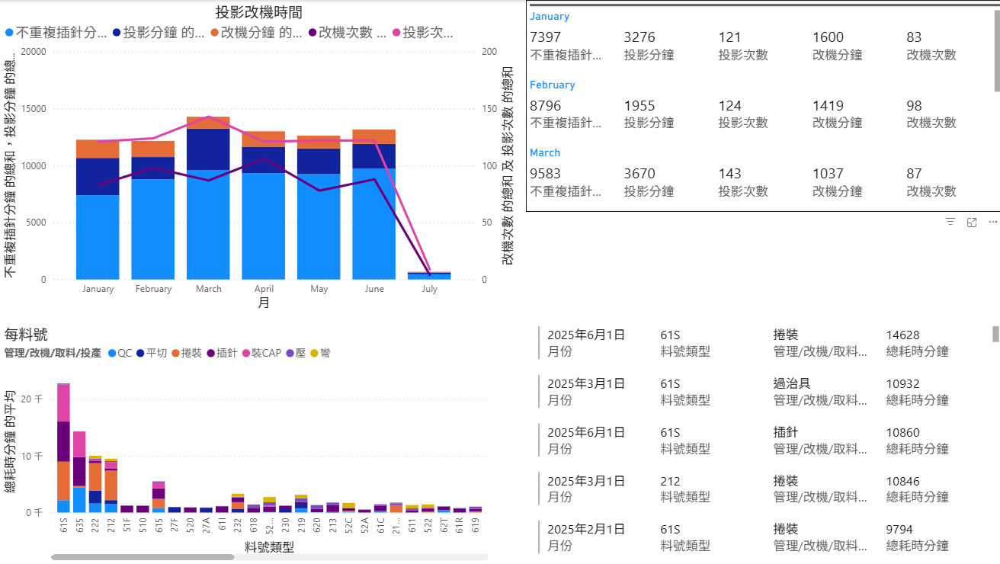 投影改機時間
不重複插針分... 投影分鐘 的... 改機分鐘 的... 改機次數 ... 投影次...
不重複插針分鐘 的總和，投影分鐘 的總...
20000
15000
10000
5000
0
200
150
100
50
0
改機次數 的總和 及 投影次數 的總和
January February March April May June July
月
January
7397 3276 121 1600 83
不重複插針... 投影分鐘 投影次數 改機分鐘 改機次數
February
8796 1955 124 1419 98
不重複插針... 投影分鐘 投影次數 改機分鐘 改機次數
March
9583 3670 143 1037 87
不重複插針... 投影分鐘 投影次數 改機分鐘 改機次數
每料號
管理/改機/取料/投產 QC 平切 捲裝 插針 裝CAP 壓 彎
總耗時分鐘 的平均
20 千
10 千
0 千
61S 635 222 212 51F 510 615 27F 520 27A 61I 232 618 52... 230 219 620 213 52C 52A 61C 21... 611 522 62T 61R 619
料號類型
2025年6月1日 61S 捲裝 14628
月份 料號類型 管理/改機/取料... 總耗時分鐘
2025年3月1日 61S 過治具 10932
月份 料號類型 管理/改機/取料... 總耗時分鐘
2025年6月1日 61S 插針 10860
月份 料號類型 管理/改機/取料... 總耗時分鐘
2025年3月1日 212 捲裝 10846
月份 料號類型 管理/改機/取料... 總耗時分鐘
2025年2月1日 61S 捲裝 9794
月份 料號類型 管理/改機/取料... 總耗時分鐘